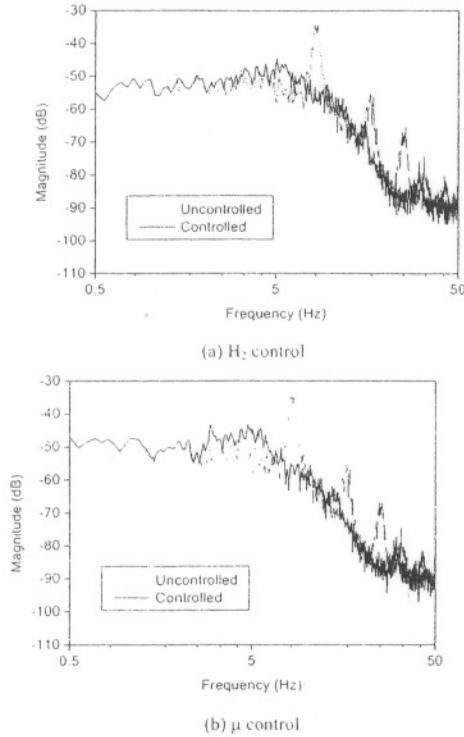 -30
-40
-50
-60
-70
-80
-90
-100
-110
Magnitude (dB)
Uncontrolled
Controlled
0.5
5
50
Frequency (Hz)
(a) H₂ control
-30
-40
-50
-60
-70
-80
-90
-100
-110
Magnitude (dB)
Uncontrolled
Controlled
0.5
5
50
Frequency (Hz)
(b) μ control